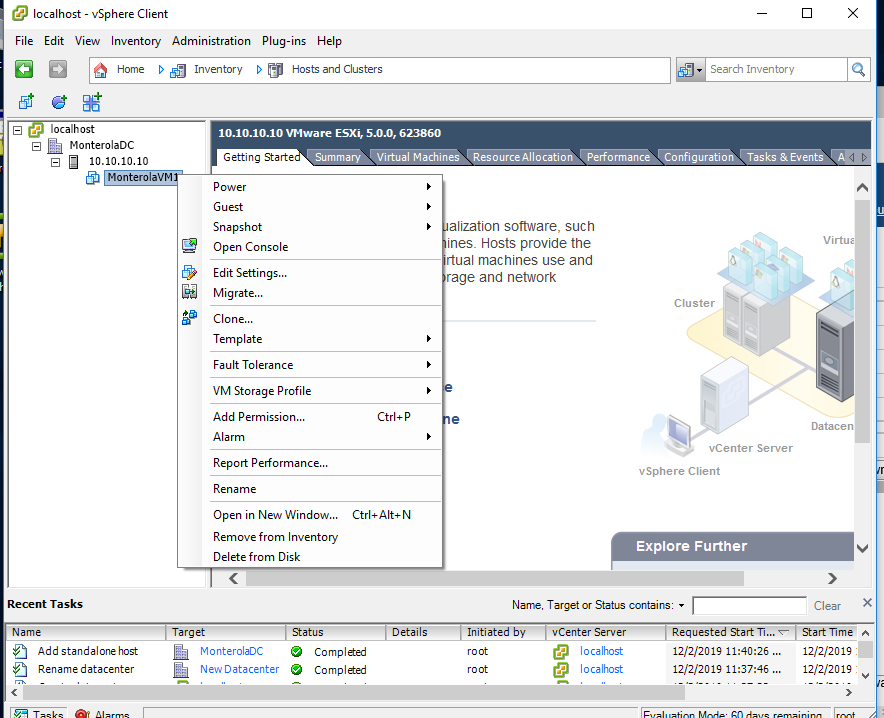 localhost - vSphere Client
File Edit View Inventory Administration Plug-ins Help
Home Inventory Hosts and Clusters Search Inventory
localhost
MonterolaDC
10.10.10.10
MonterolaVM1
10.10.10.10 VMware ESXi, 5.0.0, 623860
Getting Started Summary Virtual Machines Resource Allocation Performance Configuration Tasks & Events A
Power
Guest
Snapshot
Open Console
Edit Settings...
Migrate...
Clone...
Template
Fault Tolerance
VM Storage Profile
Add Permission... Ctrl+P
Alarm
Report Performance...
Rename
Open in New Window... Ctrl+Alt+N
Remove from Inventory
Delete from Disk
ualization software, such
ines. Hosts provide the
irtual machines use and
orage and network
e
ne
Virtua
Cluster
Datacen
vCenter Server
vSphere Client
Explore Further
Recent Tasks
Name, Target or Status contains: Clear
Name Target Status Details Initiated by vCenter Server Requested Start Ti... Start Time
Add standalone host MonterolaDC Completed root localhost 12/2/2019 11:40:26 ... 12/2/2019
Rename datacenter New Datacenter Completed root localhost 12/2/2019 11:37:46 ... 12/2/2019
Tasks Alarms Evaluation Mode: 60 days remaining root